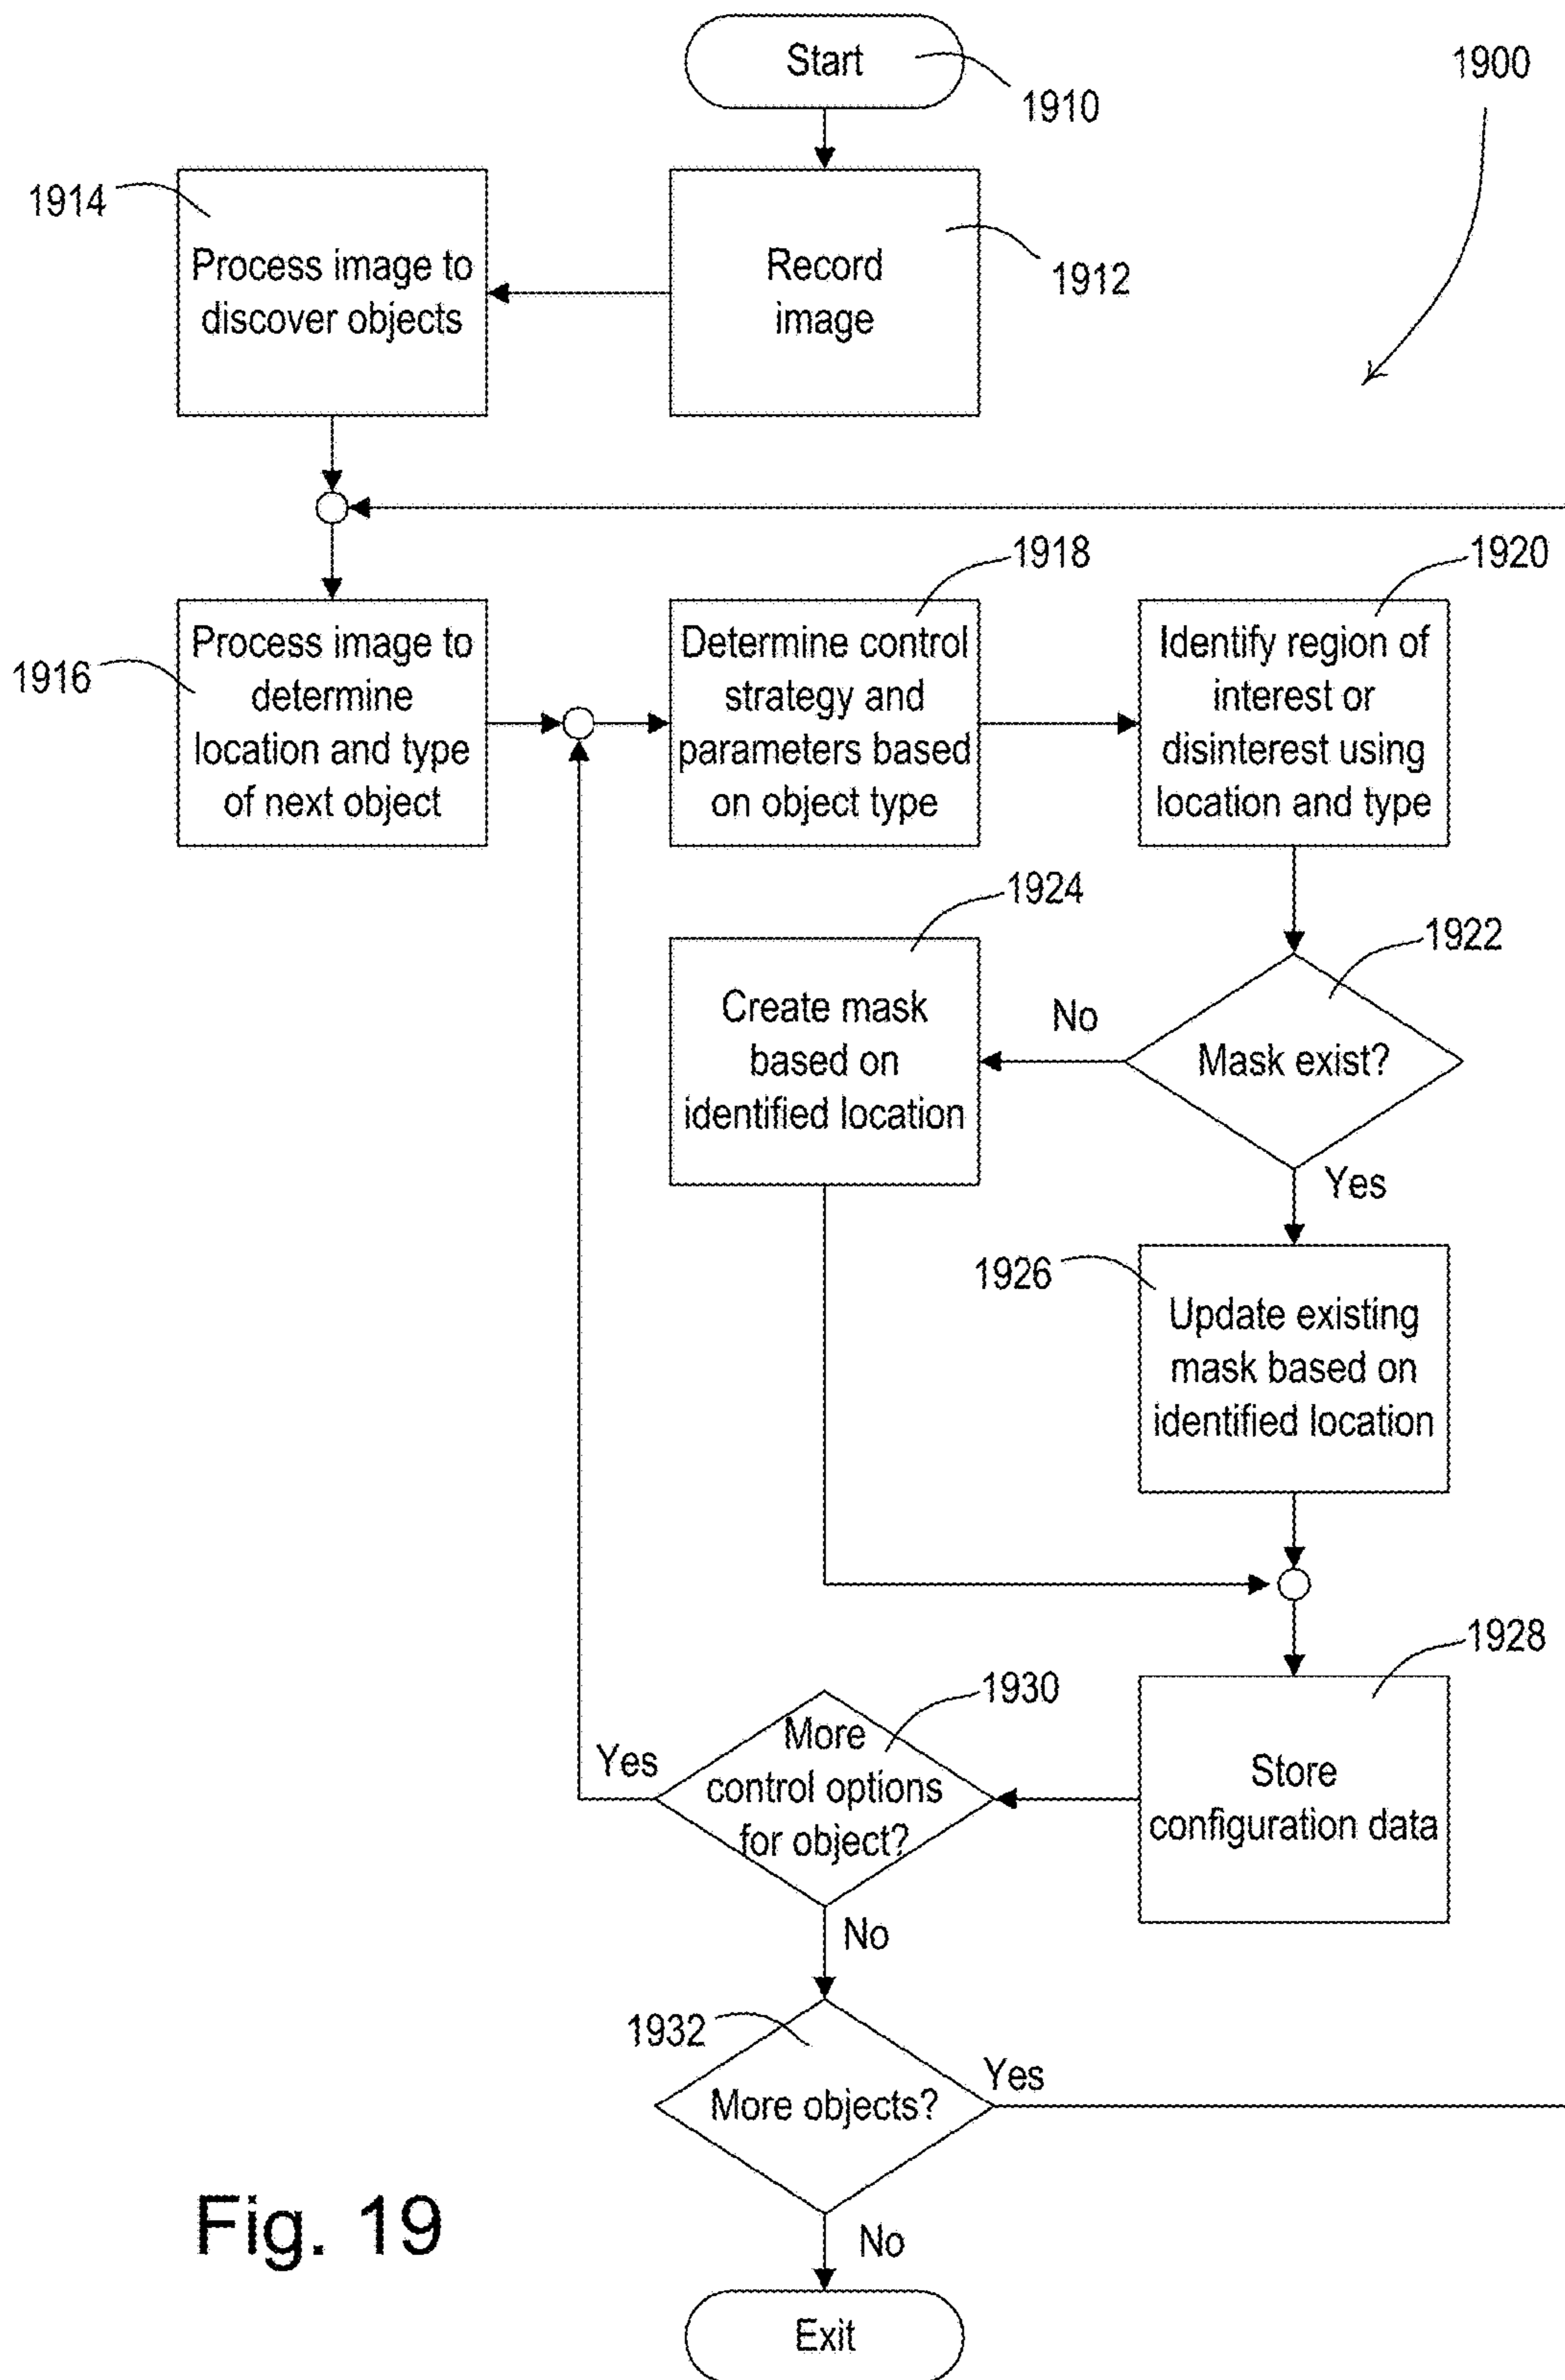 Start
1910
1900
1914
Process image to
discover objects
Record
image
1912
1916
Process image to
determine
location and type
of next object
1918
Determine control
strategy and
parameters based
on object type
1920
Identify region of
interest or
disinterest using
location and type
1924
Create mask
based on
identified location
No
1922
Mask exist?
Yes
1926
Update existing
mask based on
identified location
1928
Store
configuration data
1930
More
control options
for object?
Yes
No
1932
More objects?
Yes
No
Exit
Fig. 19